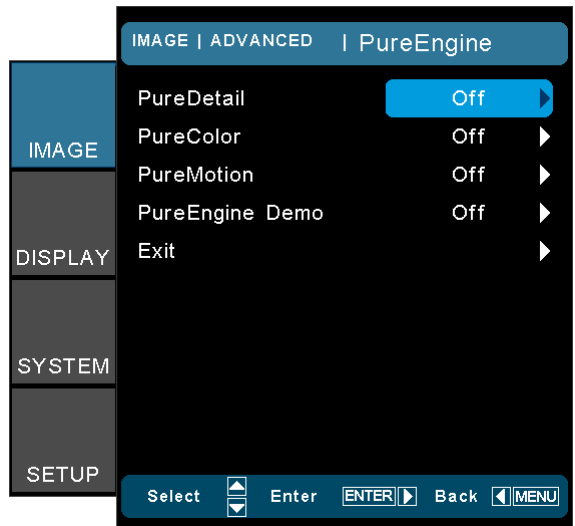 IMAGE | ADVANCED | PureEngine
PureDetail Off
PureColor Off
PureMotion Off
PureEngine Demo Off
Exit
IMAGE
DISPLAY
SYSTEM
SETUP
Select Enter ENTER Back MENU